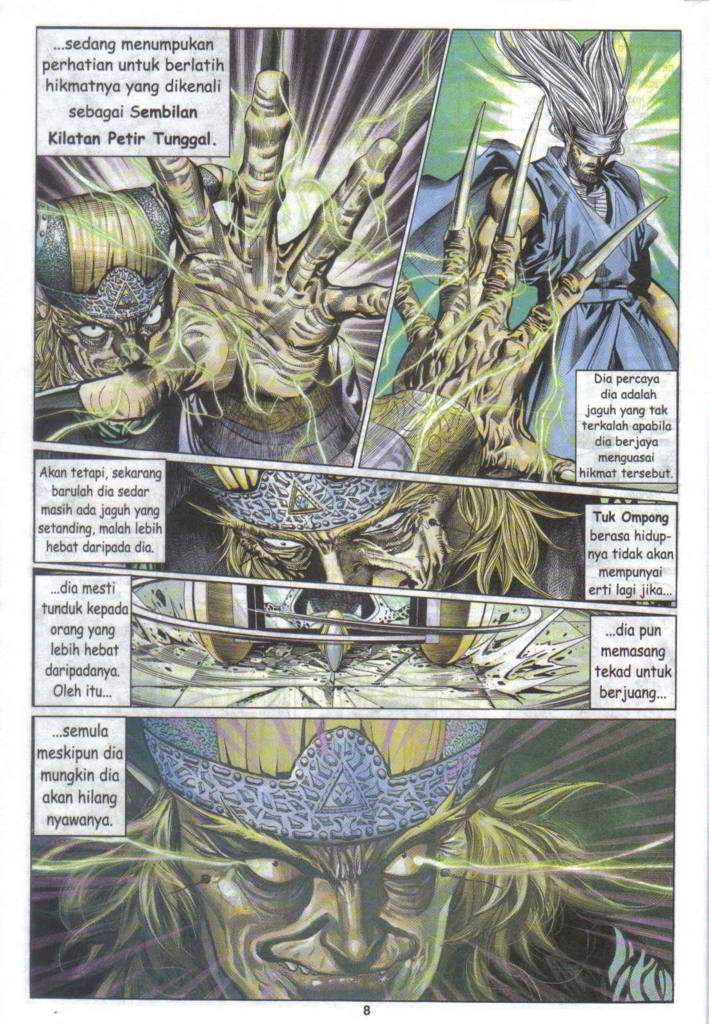 ...sedang menumpukan
perhatian untuk berlatih
hikmatnya yang dikenali
sebagai Sembilan
Kilatan Petir Tunggal.
Dia percaya
dia adalah
jaguh yang tak
terkalah apabila
dia berjaya
menguasai
hikmat tersebut.
Akan tetapi, sekarang
barulah dia sedar
masih ada jaguh yang
setanding, malah lebih
hebat daripada dia.
Tuk Ompong
berasa hidup-
nya tidak akan
mempunyai
erti lagi jika...
...dia mesti
tunduk kepada
orang yang
lebih hebat
daripadanya.
Oleh itu...
...dia pun
memasang
tekad untuk
berjuang...
...semula
meskipun dia
mungkin dia
akan hilang
nyawanya.
8